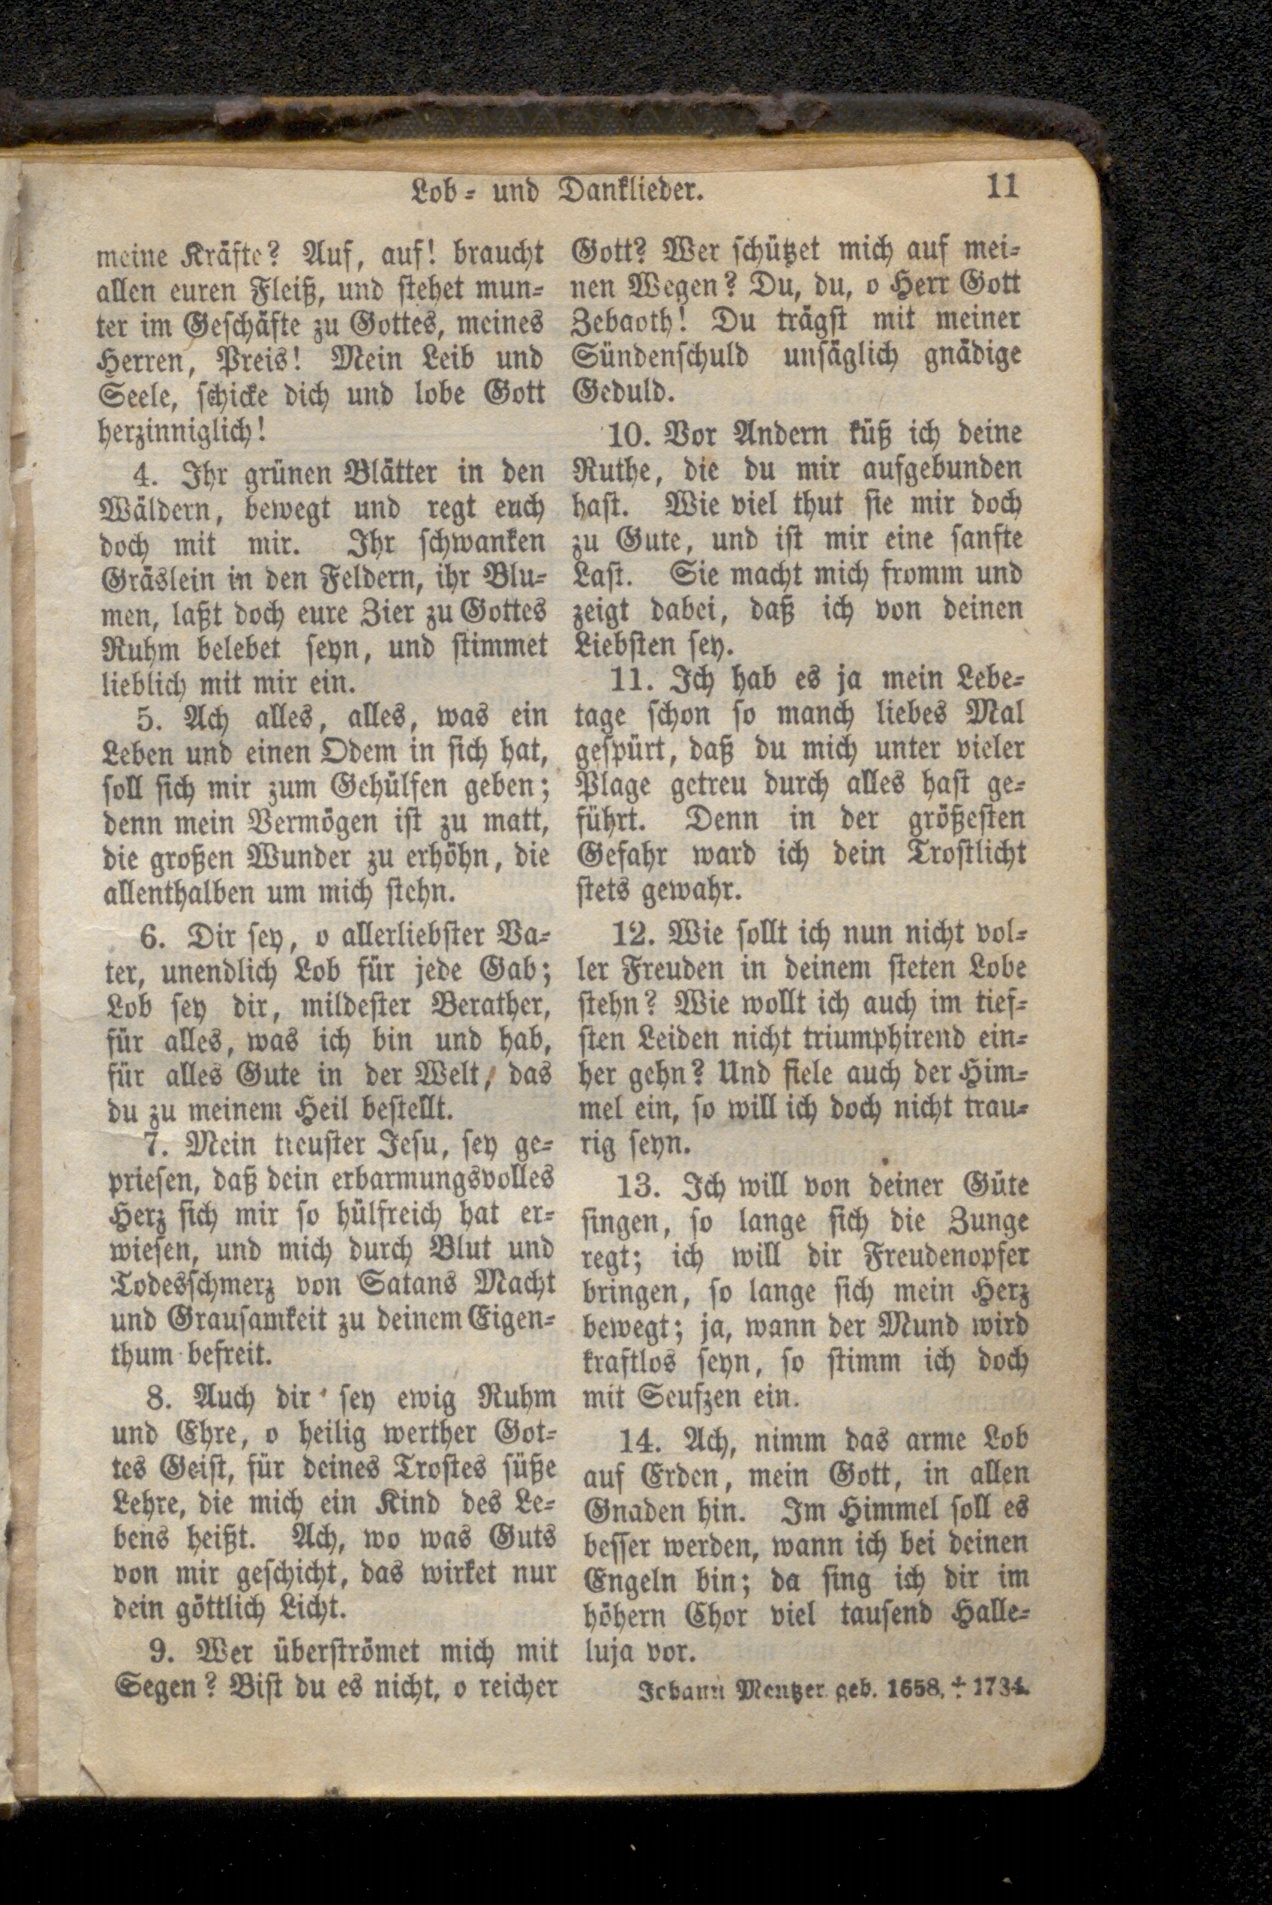 Lob- und Danklieder. 11
meine Kräfte? Auf, auf! braucht
allen euren Fleiß, und stehet mun-
ter im Geschäfte zu Gottes, meines
Herren, Preis! Mein Leib und
Seele, schicke dich und lobe Gott
herzinniglich!
4. Ihr grünen Blätter in den
Wäldern, bewegt und regt euch
doch mit mir. Ihr schwanken
Gräslein in den Feldern, ihr Blu-
men, laßt doch eure Zier zu Gottes
Ruhm belebet seyn, und stimmet
lieblich mit mir ein.
5. Ach alles, alles, was ein
Leben und einen Odem in sich hat,
soll sich mir zum Gehülfen geben;
denn mein Vermögen ist zu matt,
die großen Wunder zu erhöhn, die
allenthalben um mich stehn.
6. Dir sey, o allerliebster Va-
ter, unendlich Lob für jede Gab;
Lob sey dir, mildester Berather,
für alles, was ich bin und hab,
für alles Gute in der Welt, das
du zu meinem Heil bestellt.
7. Mein treuster Jesu, sey ge-
priesen, daß dein erbarmungsvolles
Herz sich mir so hülfreich hat er-
wiesen, und mich durch Blut und
Todesschmerz von Satans Macht
und Grausamkeit zu deinem Eigen-
thum befreit.
8. Auch dir sey ewig Ruhm
und Ehre, o heilig werther Got-
tes Geist, für deines Trostes süße
Lehre, die mich ein Kind des Le-
bens heißt. Ach, wo was Guts
von mir geschicht, das wirket nur
dein göttlich Licht.
9. Wer überströmet mich mit
Segen? Bist du es nicht, o reicher
Gott? Wer schützet mich auf mei-
nen Wegen? Du, du, o Herr Gott
Zebaoth! Du trägst mit meiner
Sündenschuld unsäglich gnädige
Geduld.
10. Vor Andern küß ich deine
Ruthe, die du mir aufgebunden
hast. Wie viel thut sie mir doch
zu Gute, und ist mir eine sanfte
Last. Sie macht mich fromm und
zeigt dabei, daß ich von deinen
Liebsten sey.
11. Ich hab es ja mein Lebe-
tage schon so manch liebes Mal
gespürt, daß du mich unter vieler
Plage getreu durch alles hast ge-
führt. Denn in der größesten
Gefahr ward ich dein Trostlicht
stets gewahr.
12. Wie sollt ich nun nicht vol-
ler Freuden in deinem steten Lobe
stehn? Wie wollt ich auch im tief-
sten Leiden nicht triumphirend ein-
her gehn? Und fiele auch der Him-
mel ein, so will ich doch nicht trau-
rig seyn.
13. Ich will von deiner Güte
singen, so lange sich die Zunge
regt; ich will dir Freudenopfer
bringen, so lange sich mein Herz
bewegt; ja, wann der Mund wird
kraftlos seyn, so stimm ich doch
mit Seufzen ein.
14. Ach, nimm das arme Lob
auf Erden, mein Gott, in allen
Gnaden hin. Im Himmel soll es
besser werden, wann ich bei deinen
Engeln bin; da sing ich dir im
höhern Chor viel tausend Halle-
luja vor.
Johann Mentzer geb. 1658, † 1734.